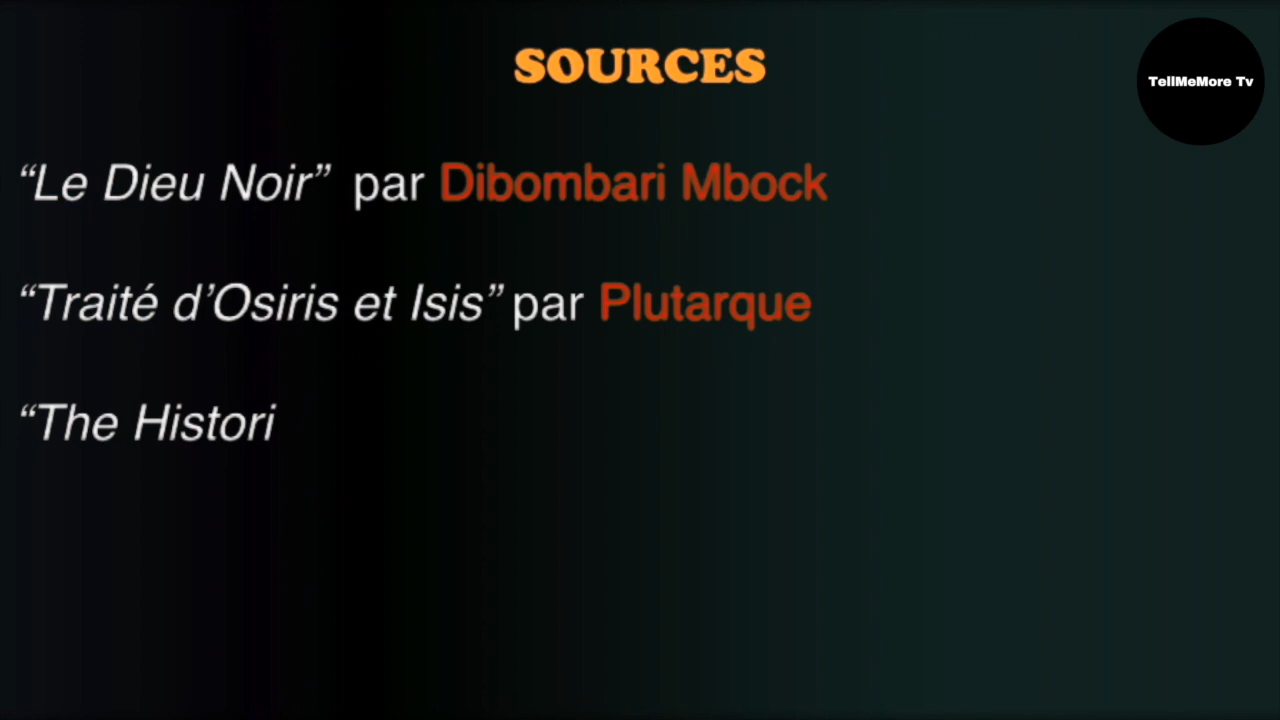 SOURCES
TellMeMore Tv
“Le Dieu Noir” par Dibombari Mbock
“Traité d’Osiris et Isis” par Plutarque
“The Histori